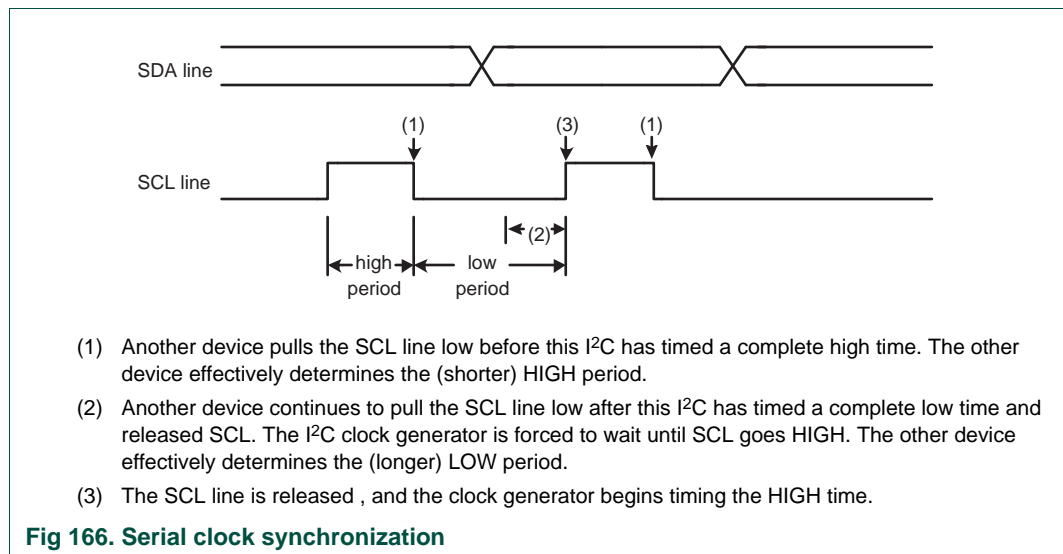 SDA line
(1)
(3)
(1)
SCL line
(2)
high
period
low
period
(1) Another device pulls the SCL line low before this I2C has timed a complete high time. The other
device effectively determines the (shorter) HIGH period.
(2) Another device continues to pull the SCL line low after this I2C has timed a complete low time and
released SCL. The I2C clock generator is forced to wait until SCL goes HIGH. The other device
effectively determines the (longer) LOW period.
(3) The SCL line is released , and the clock generator begins timing the HIGH time.
Fig 166. Serial clock synchronization